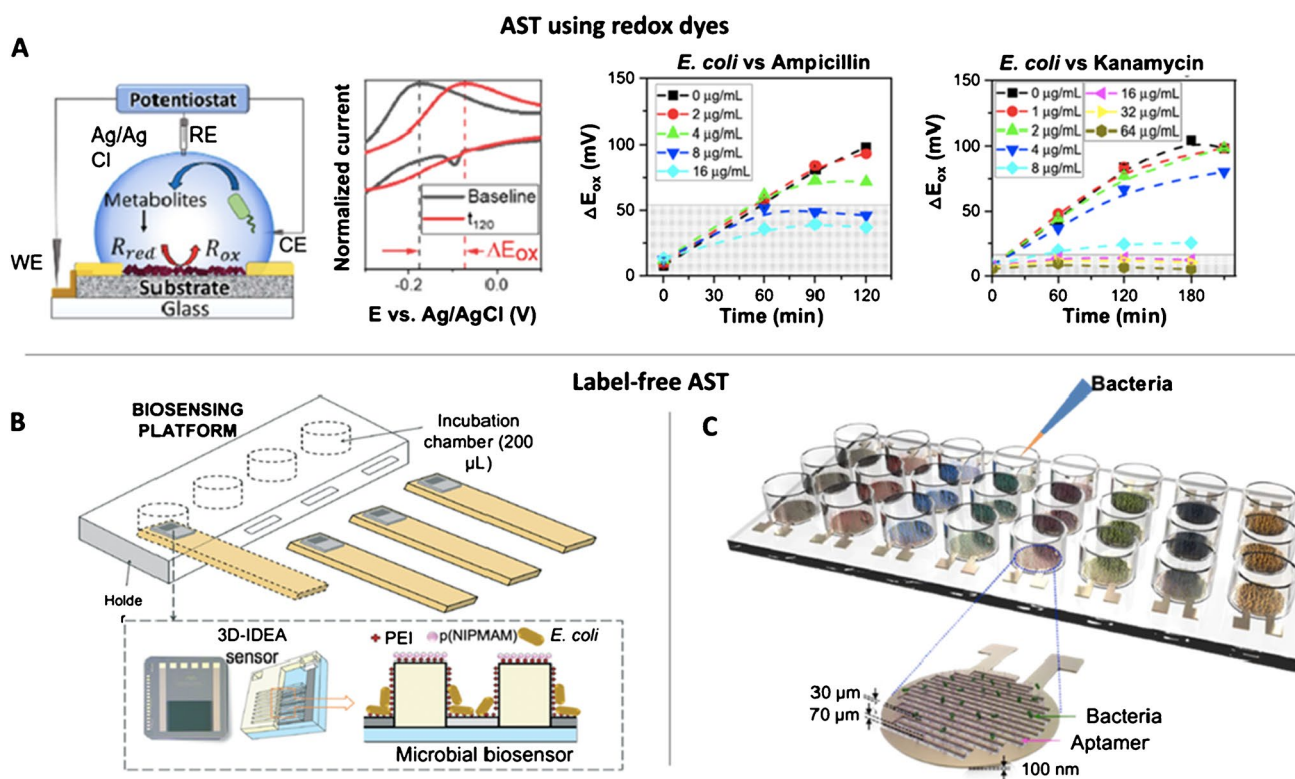 AST using redox dyes
A
Potentiostat
Ag/Ag
Cl
RE
Metabolites
R_red
R_ox
CE
WE
Substrate
Glass
Normalized current
Baseline
t₁₂₀
ΔEox
-0.2
0.0
E vs. Ag/AgCl (V)
E. coli vs Ampicillin
150
100
50
0
ΔEox (mV)
0 µg/mL
2 µg/mL
4 µg/mL
8 µg/mL
16 µg/mL
0 30 60 90 120
Time (min)
E. coli vs Kanamycin
150
100
50
0
ΔEox (mV)
0 µg/mL
1 µg/mL
2 µg/mL
4 µg/mL
8 µg/mL
16 µg/mL
32 µg/mL
64 µg/mL
0 60 120 180
Time (min)
Label-free AST
B
BIOSENSING
PLATFORM
Incubation
chamber (200
µL)
Holde
r
3D-IDEA
sensor
PEI
p(NIPMAM)
E. coli
Microbial biosensor
C
Bacteria
30 µm
70 µm
Bacteria
Aptamer
100 nm